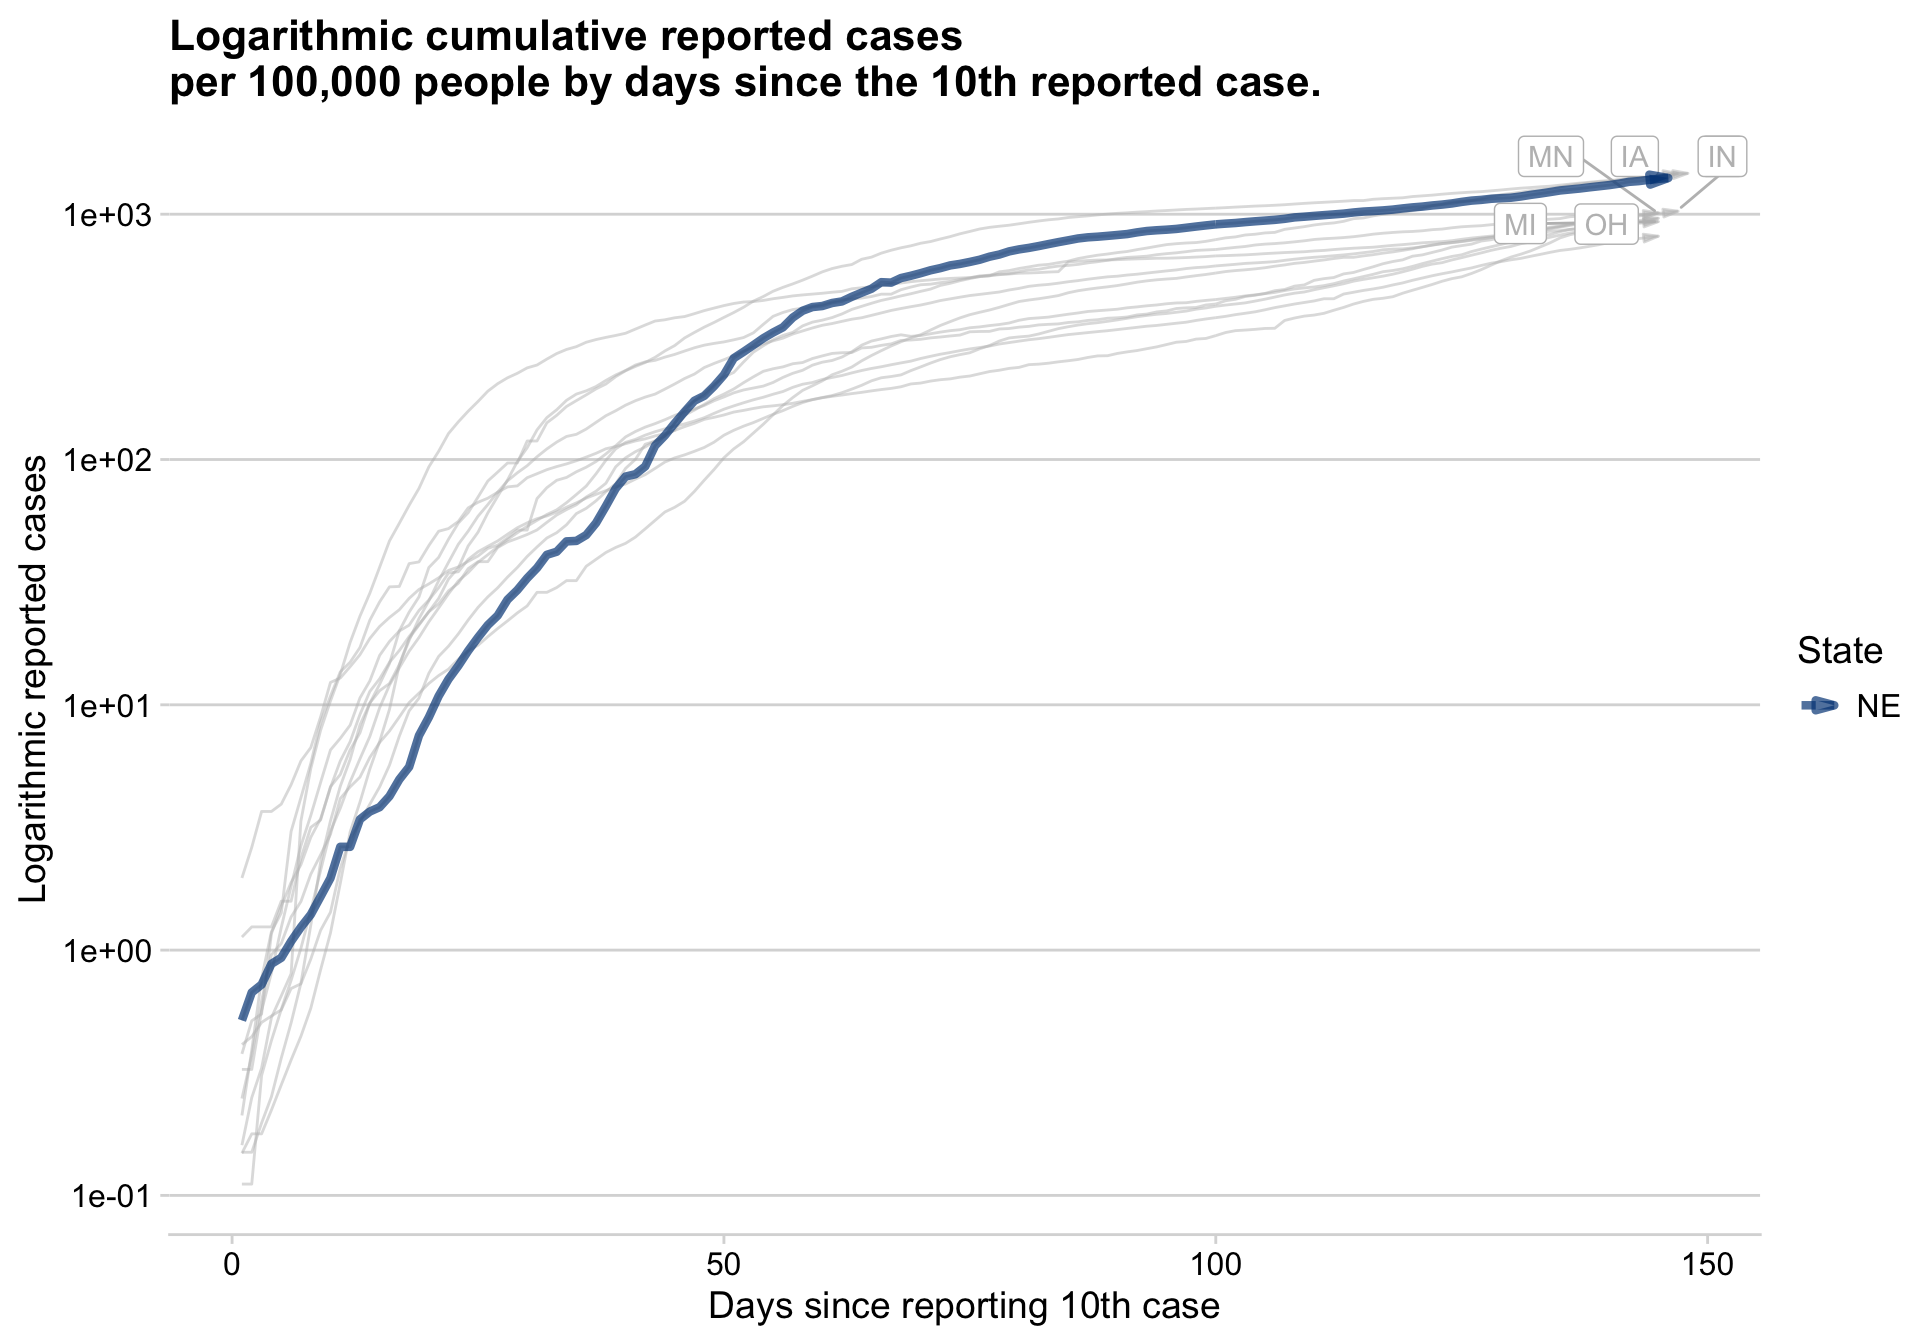 Logarithmic cumulative reported cases
per 100,000 people by days since the 10th reported case.
MN
IA
IN
MI
OH
1e+03
1e+02
1e+01
1e+00
1e-01
Logarithmic reported cases
0
50
100
150
Days since reporting 10th case
State
NE